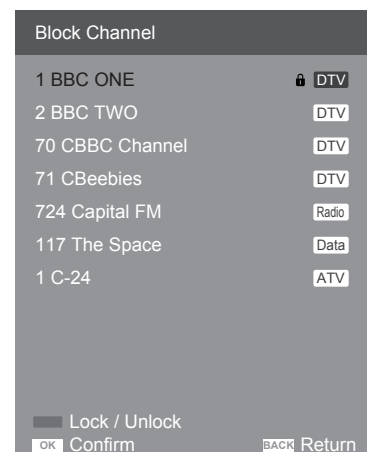 Block Channel
1 BBC ONE DTV
2 BBC TWO DTV
70 CBBC Channel DTV
71 CBeebies DTV
724 Capital FM Radio
117 The Space Data
1 C-24 ATV
Lock / Unlock
OK Confirm BACK Return